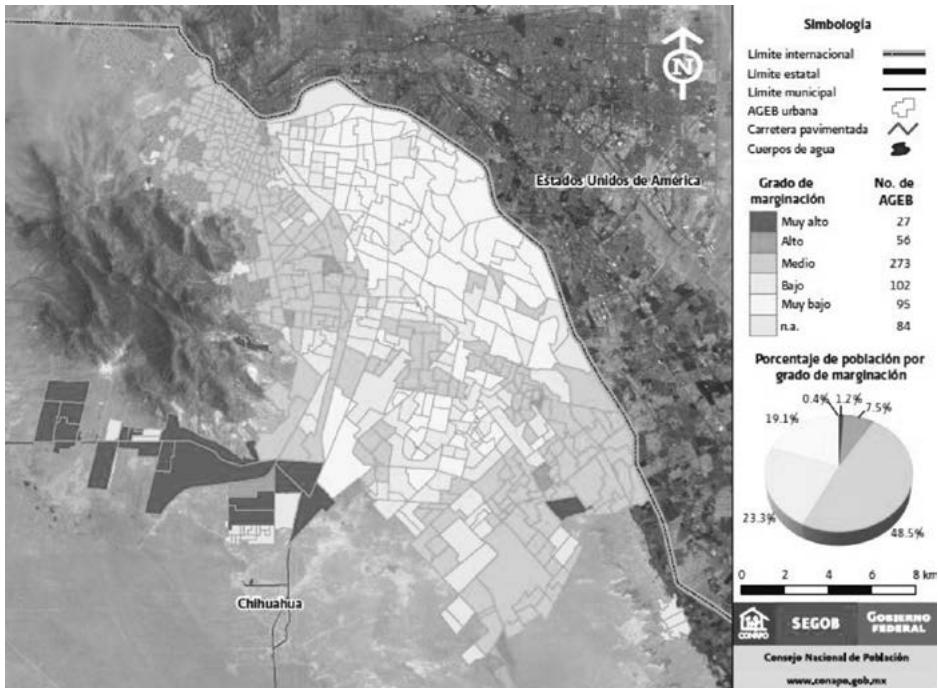 Estados Unidos de América
Chihuahua
N
Simbología
Límite internacional
Límite estatal
Límite municipal
AGEB urbana
Carretera pavimentada
Cuerpos de agua
Grado de marginación No. de AGEB
Muy alto 27
Alto 56
Medio 273
Bajo 102
Muy bajo 95
n.a. 84
Porcentaje de población por
grado de marginación
0.4% 1.2% 7.5%
19.1%
23.3% 48.5%
0 2 4 6 8 km
CONAPO SEGOB GOBIERNO FEDERAL
Consejo Nacional de Población
www.conapo.gob.mx